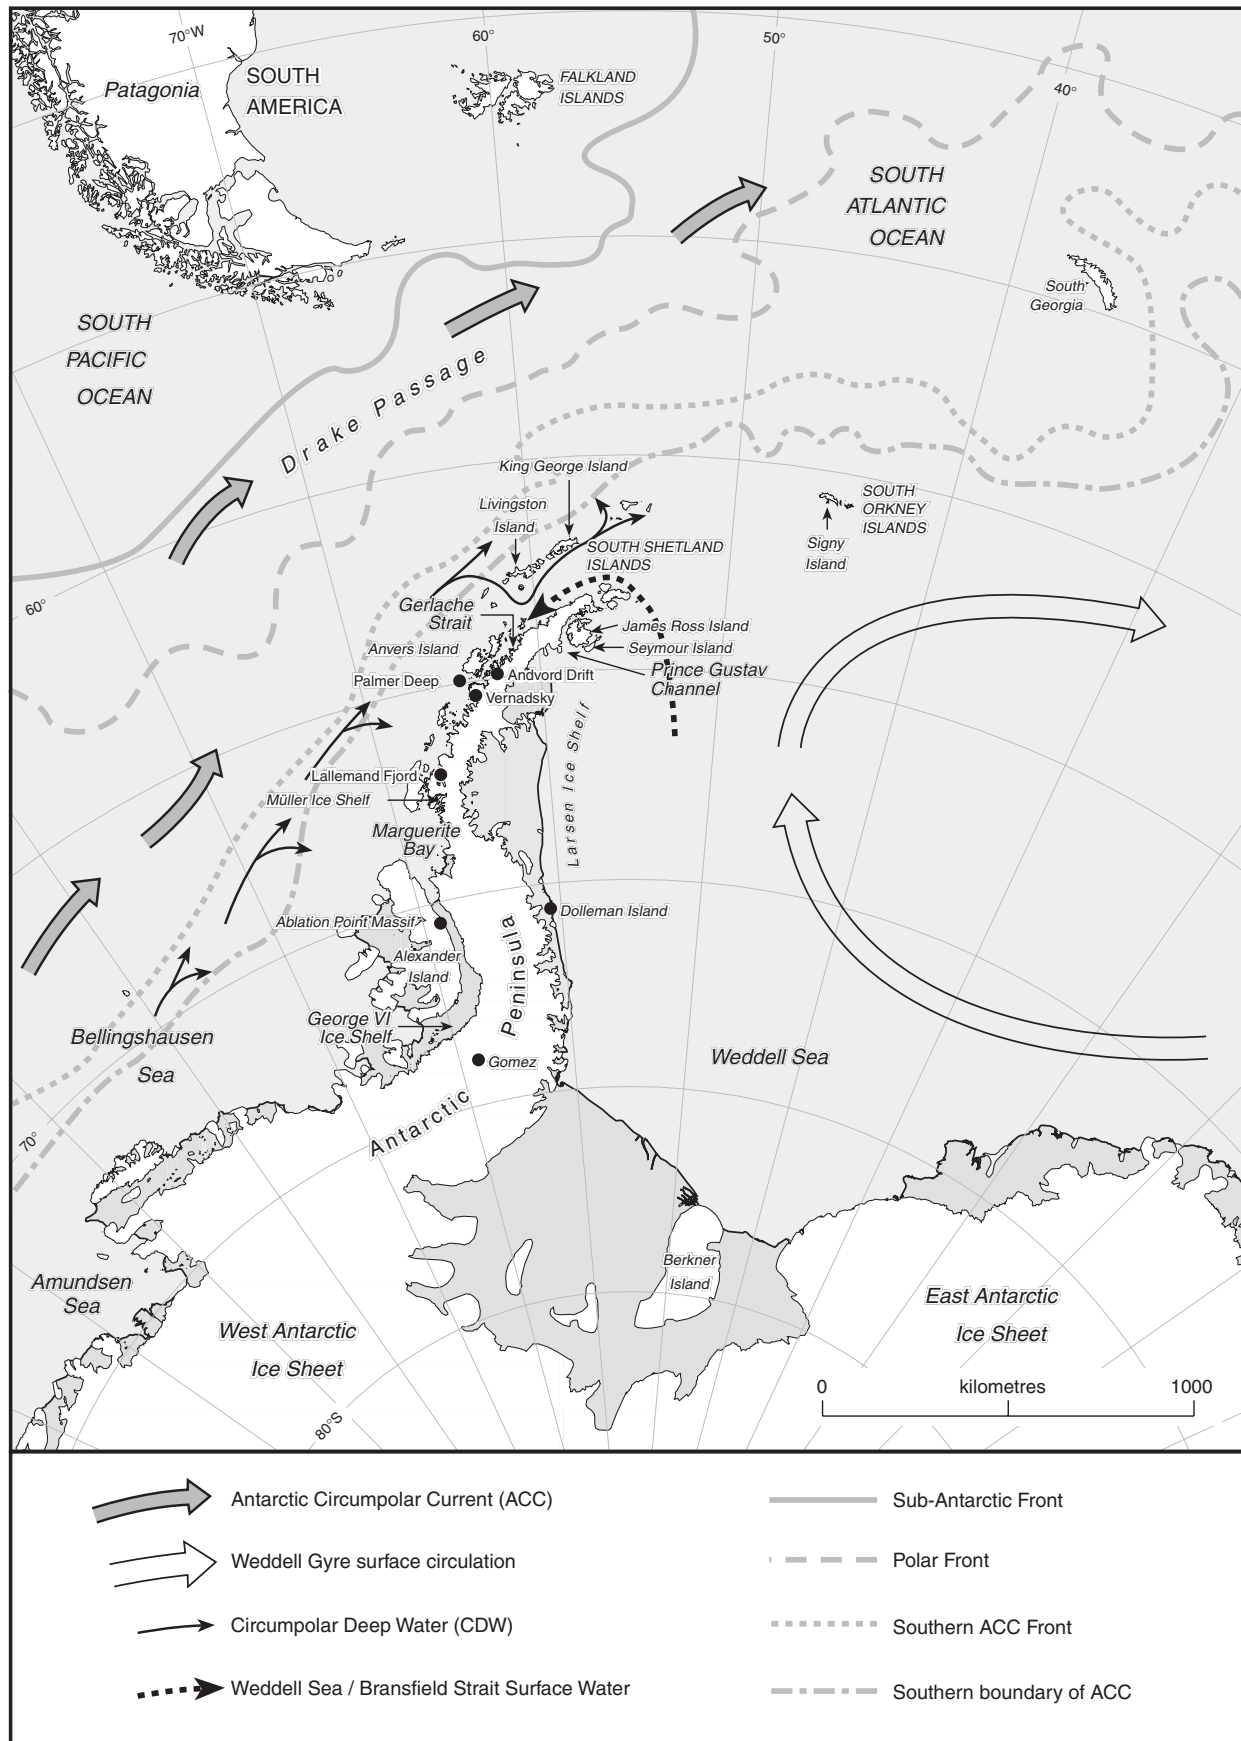 70°W
60°
50°
40°
Patagonia
SOUTH
AMERICA
FALKLAND
ISLANDS
SOUTH
ATLANTIC
OCEAN
South
Georgia
SOUTH
PACIFIC
OCEAN
Drake Passage
King George Island
Livingston
Island
SOUTH
ORKNEY
ISLANDS
Signy
Island
SOUTH SHETLAND
ISLANDS
60°
Gerlache
Strait
James Ross Island
Anvers Island
Seymour Island
Prince Gustav
Channel
Palmer Deep
Andvord Drift
Vernadsky
Larsen Ice Shelf
Lallemand Fjord
Müller Ice Shelf
Marguerite
Bay
Ablation Point Massif
Dolleman Island
Alexander
Island
Peninsula
George VI
Ice Shelf
Bellingshausen
Sea
Gomez
Weddell Sea
Antarctic
70°
Amundsen
Sea
Berkner
Island
West Antarctic
Ice Sheet
East Antarctic
Ice Sheet
80°S
0 kilometres 1000
Antarctic Circumpolar Current (ACC)
Weddell Gyre surface circulation
Circumpolar Deep Water (CDW)
Weddell Sea / Bransfield Strait Surface Water
Sub-Antarctic Front
Polar Front
Southern ACC Front
Southern boundary of ACC